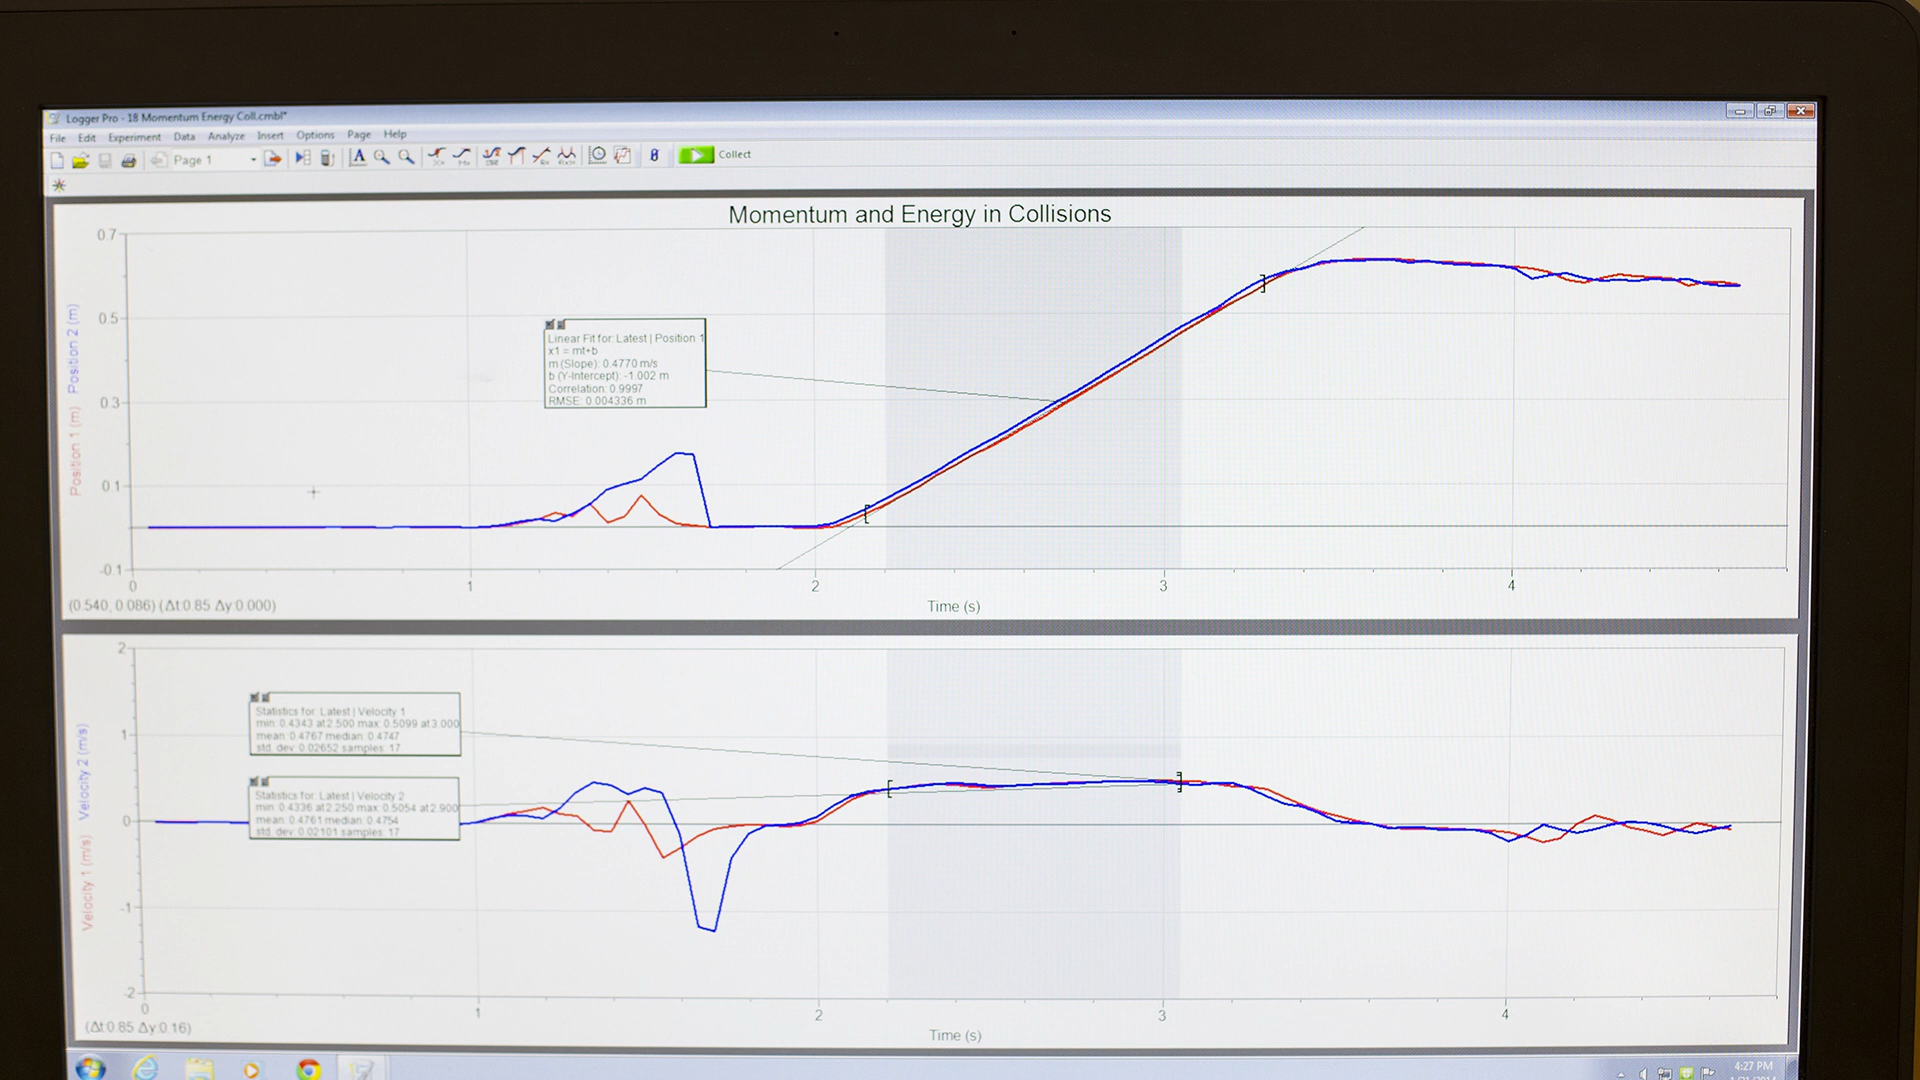 Logger Pro - 18 Momentum Energy Coll.cmbl*
File Edit Experiment Data Analyze Insert Options Page Help
Page 1
Collect
Momentum and Energy in Collisions
0.7
0.5
0.3
0.1
-0.1
Position 1 (m) Position 2 (m)
Linear Fit for: Latest | Position 1
x1 = mt+b
m (Slope): 0.4770 m/s
b (Y-Intercept): -1.002 m
Correlation: 0.9997
RMSE: 0.004336 m
0 1 2 3 4
(0.540, 0.086) (Δt:0.85 Δy:0.000)
Time (s)
2
1
0
-1
-2
Velocity 1 (m/s) Velocity 2 (m/s)
Statistics for: Latest | Velocity 1
min: 0.4343 at 2.500 max: 0.5099 at 3.000
mean: 0.4767 median: 0.4747
std. dev: 0.02652 samples: 17
Statistics for: Latest | Velocity 2
min: 0.4336 at 2.250 max: 0.5054 at 2.900
mean: 0.4761 median: 0.4754
std. dev: 0.02101 samples: 17
0 1 2 3 4
(Δt:0.85 Δy:0.16)
Time (s)
4:27 PM